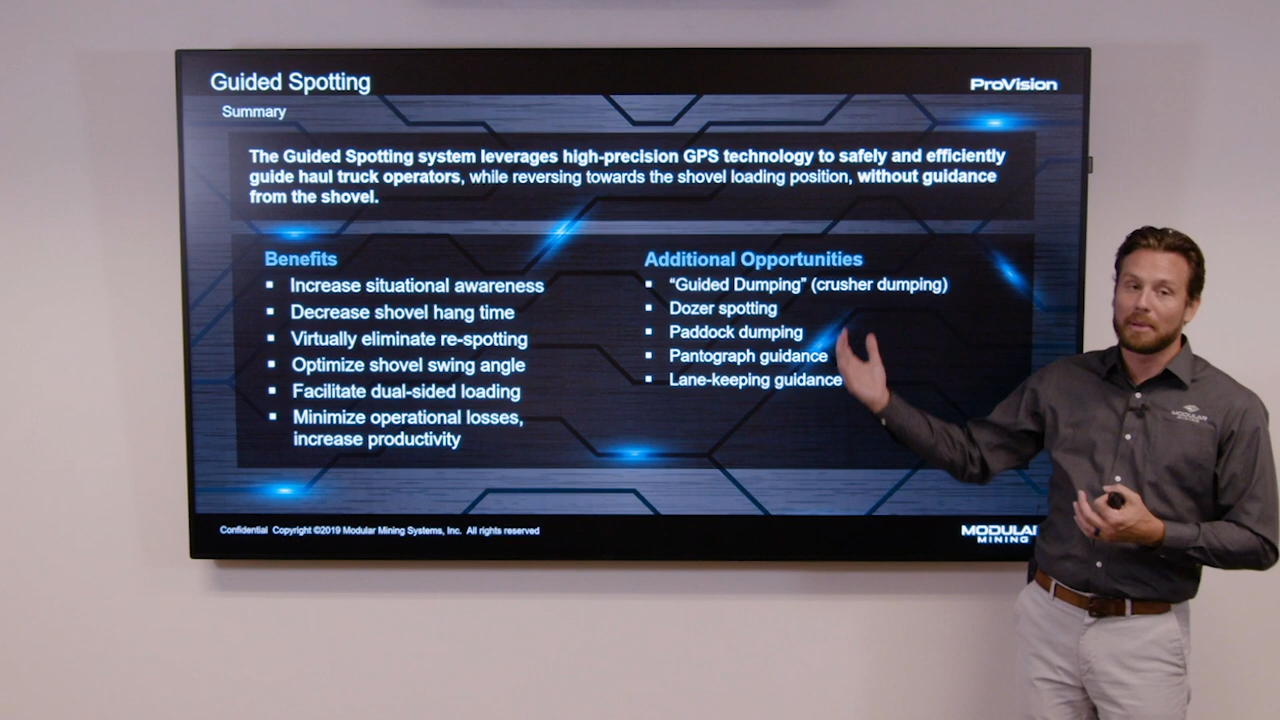 Guided Spotting
ProVision
Summary
The Guided Spotting system leverages high-precision GPS technology to safely and efficiently
guide haul truck operators, while reversing towards the shovel loading position, without guidance
from the shovel.
Benefits
▪ Increase situational awareness
▪ Decrease shovel hang time
▪ Virtually eliminate re-spotting
▪ Optimize shovel swing angle
▪ Facilitate dual-sided loading
▪ Minimize operational losses,
increase productivity
Additional Opportunities
▪ “Guided Dumping” (crusher dumping)
▪ Dozer spotting
▪ Paddock dumping
▪ Pantograph guidance
▪ Lane-keeping guidance
Confidential Copyright ©2019 Modular Mining Systems, Inc. All rights reserved
MODULAR
MINING
MODULAR